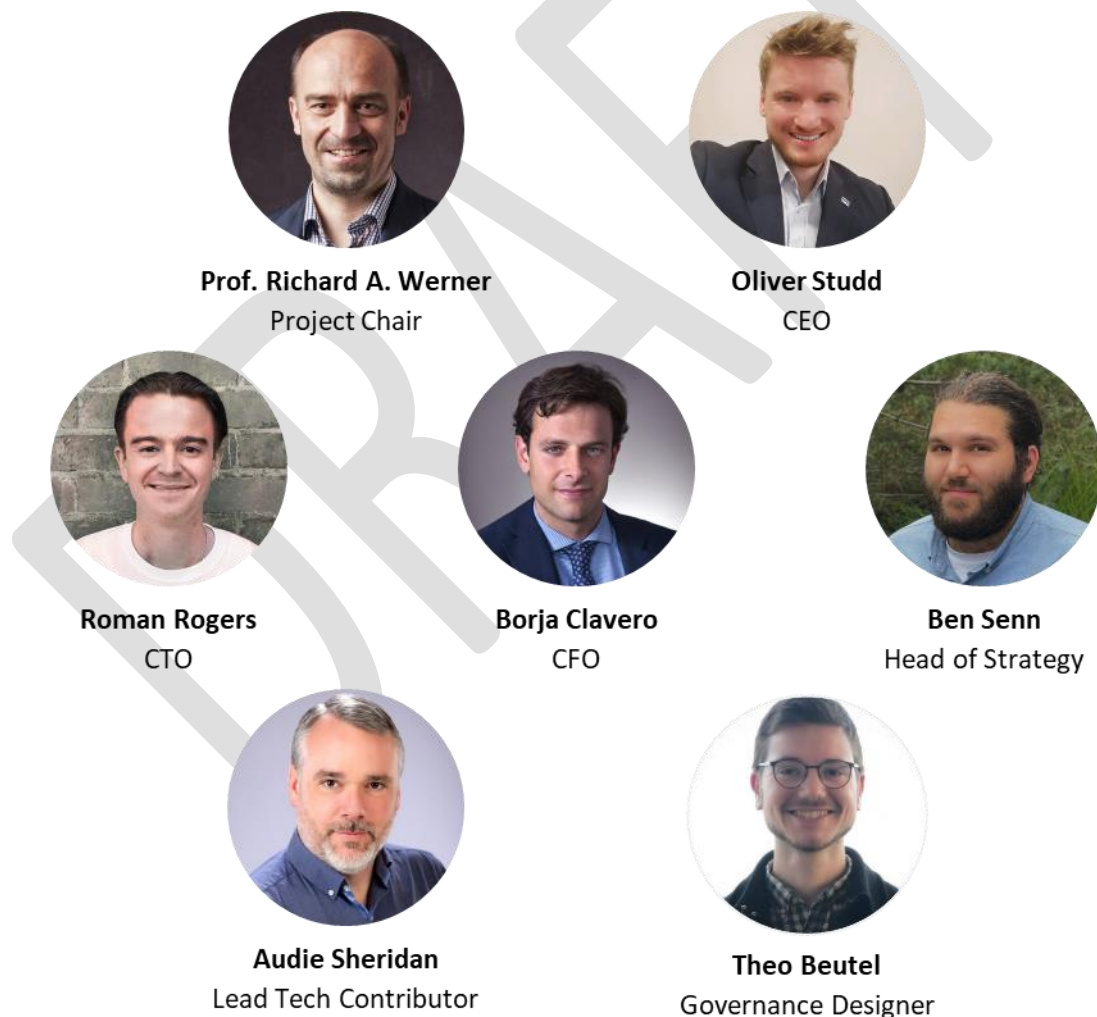 DRAFT
Prof. Richard A. Werner
Project Chair
Oliver Studd
CEO
Roman Rogers
CTO
Borja Clavero
CFO
Ben Senn
Head of Strategy
Audie Sheridan
Lead Tech Contributor
Theo Beutel
Governance Designer